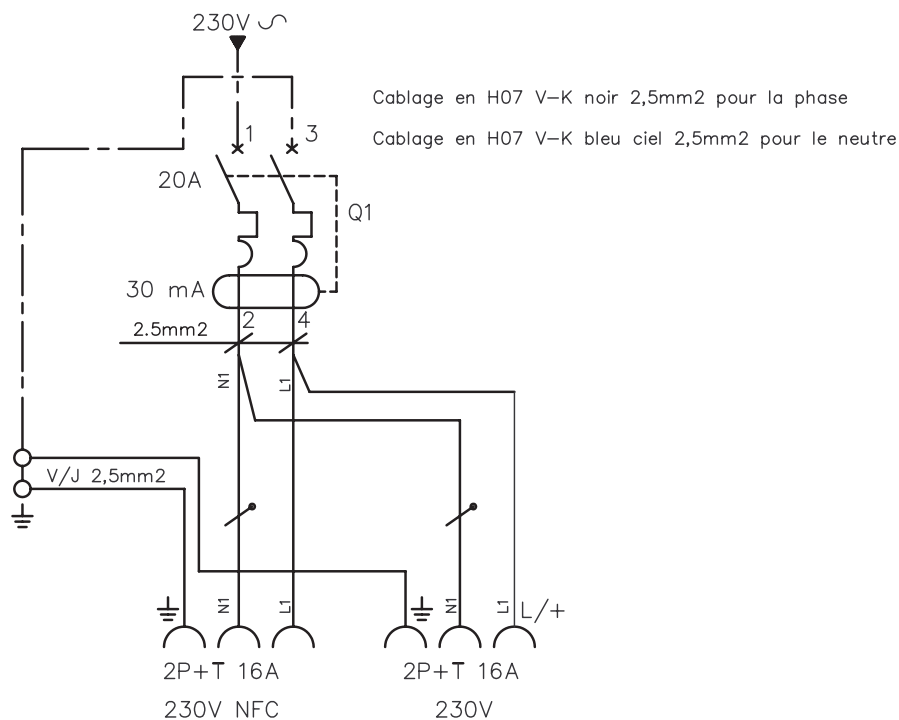 230V
Cablage en H07 V-K noir 2,5mm2 pour la phase
1 3
Cablage en H07 V-K bleu ciel 2,5mm2 pour le neutre
20A
Q1
30 mA
2.5mm2 2 4
N1 L1
V/J 2,5mm2
N1 L1 N1 L1 L/+
2P+T 16A 2P+T 16A
230V NFC 230V